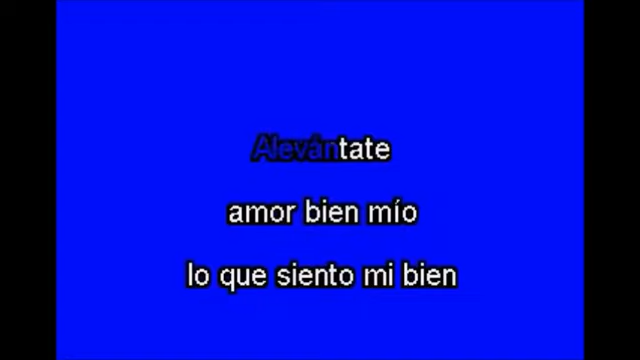 Alevántate
amor bien mío
lo que siento mi bien